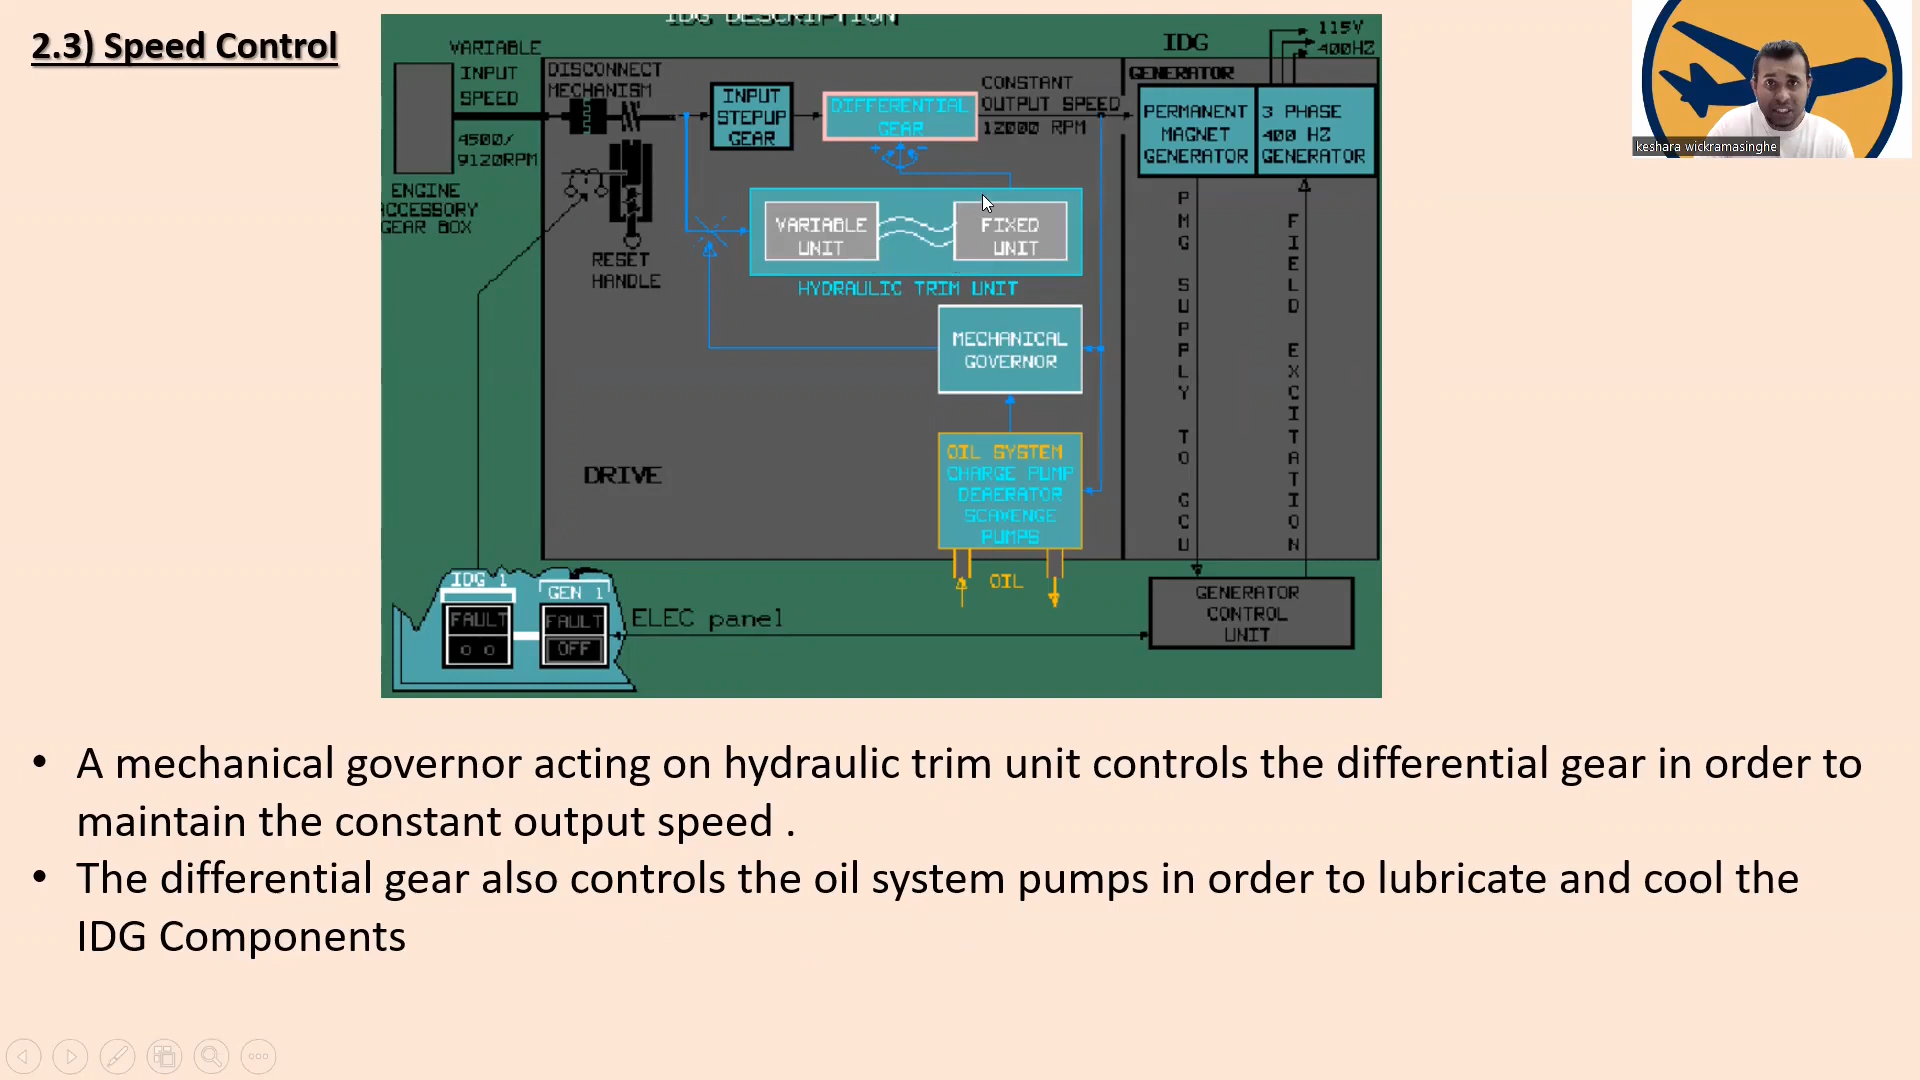 2.3) Speed Control
IDG DESCRIPTION
VARIABLE
INPUT
SPEED
4500/
9120RPM
ENGINE
ACCESSORY
GEAR BOX
DISCONNECT
MECHANISM
RESET
HANDLE
INPUT
STEPUP
GEAR
DIFFERENTIAL
GEAR
CONSTANT
OUTPUT SPEED
12000 RPM
IDG
GENERATOR
115V
400HZ
PERMANENT
MAGNET
GENERATOR
3 PHASE
400 HZ
GENERATOR
VARIABLE
UNIT
FIXED
UNIT
HYDRAULIC TRIM UNIT
MECHANICAL
GOVERNOR
OIL SYSTEM
CHARGE PUMP
DEAERATOR
SCAVENGE
PUMPS
OIL
DRIVE
PMG SUPPLY TO GCU
FIELD EXCITATION
GENERATOR
CONTROL
UNIT
IDG 1
FAULT
GEN 1
FAULT
OFF
ELEC panel
keshara wickramasinghe
• A mechanical governor acting on hydraulic trim unit controls the differential gear in order to
maintain the constant output speed .
• The differential gear also controls the oil system pumps in order to lubricate and cool the
IDG Components